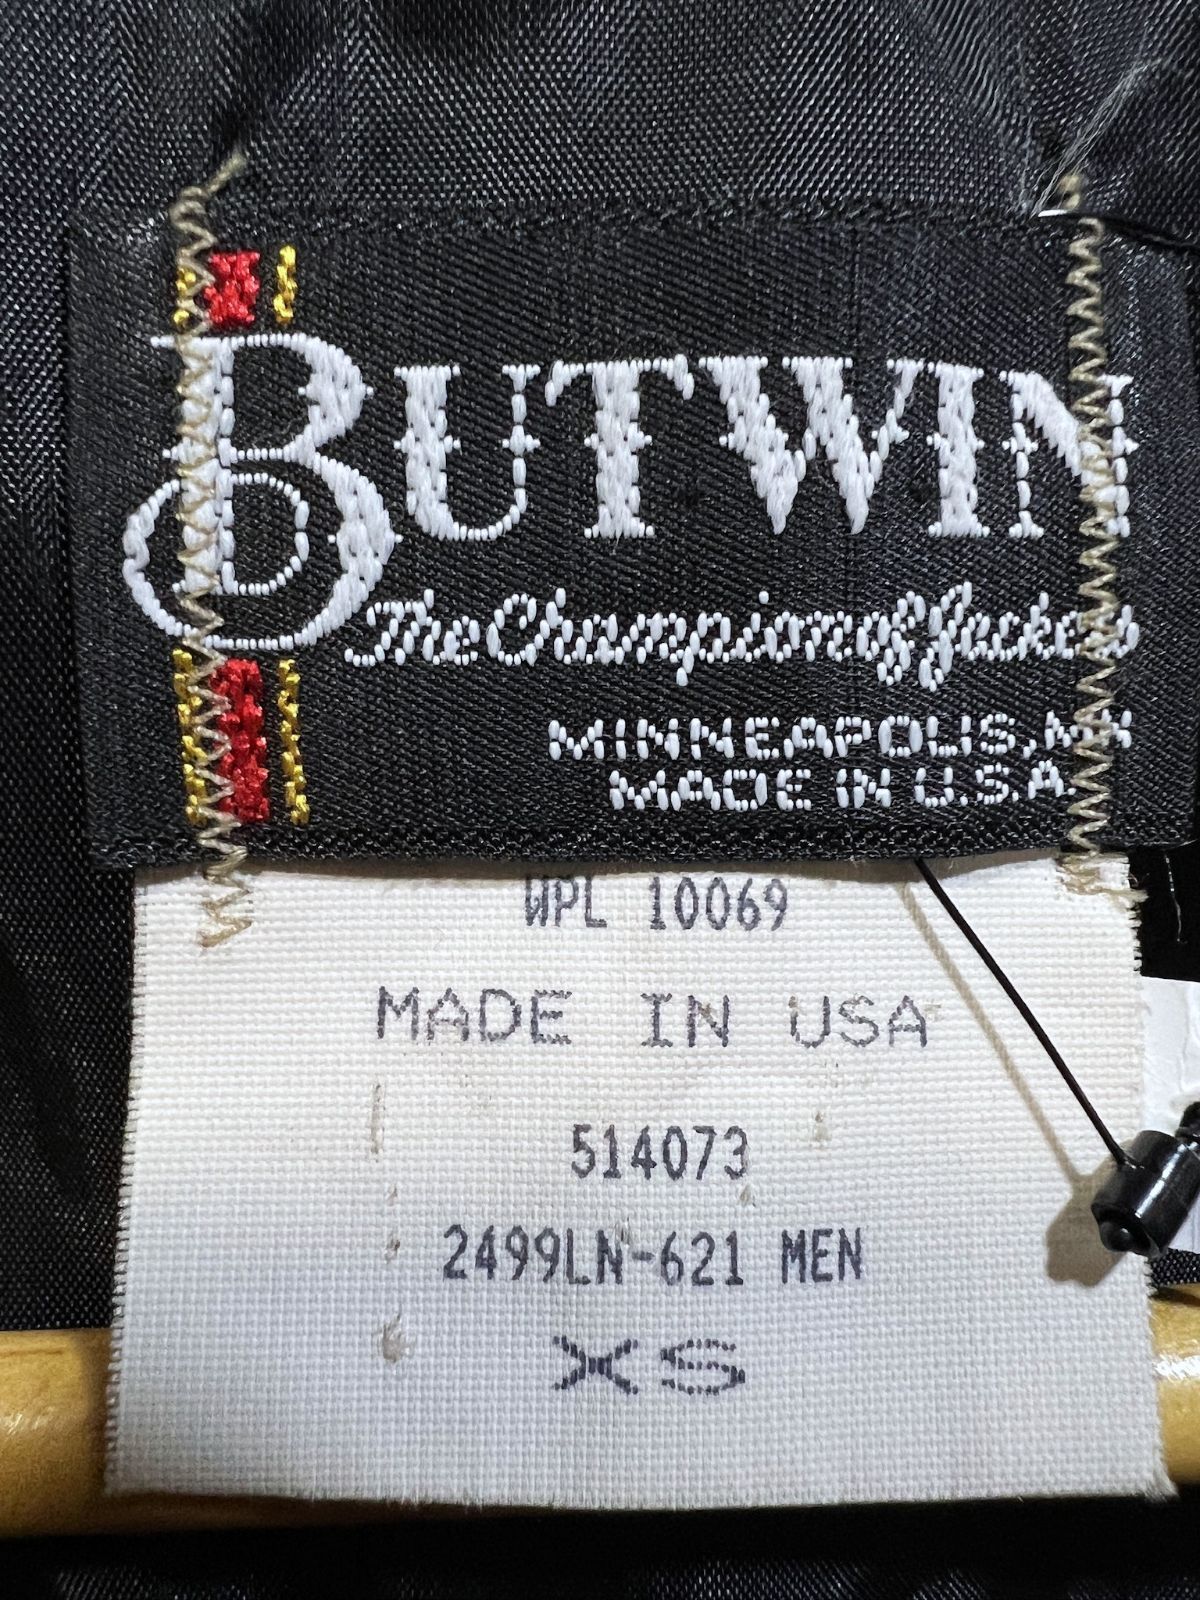 BUTWIN
The Champion of Jackets
MINNEAPOLIS, MN
MADE IN U.S.A.
WPL 10069
MADE IN USA
514073
2499LN-621 MEN
XS